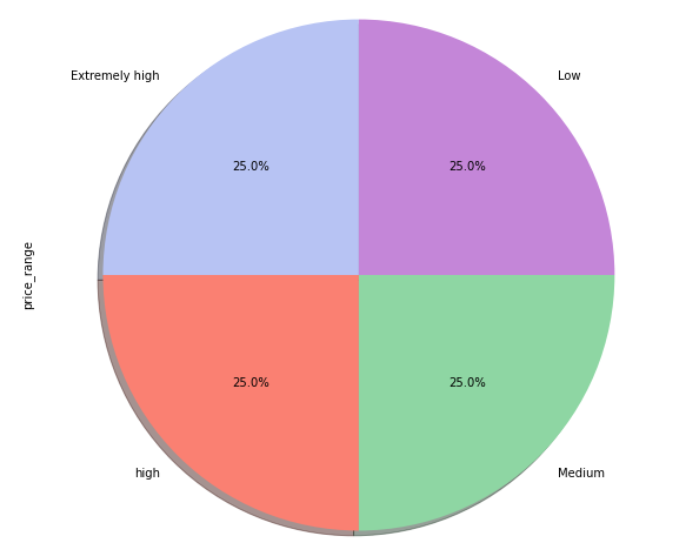 Extremely high
Low
25.0%
25.0%
price_range
25.0%
25.0%
high
Medium